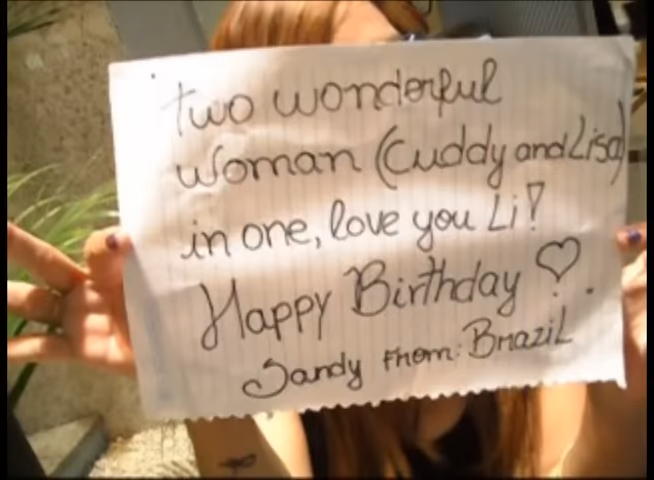 two wonderful
woman (Cuddy and Lisa)
in one, love you Li!
Happy Birthday ♡!.
Sandy From: Brazil